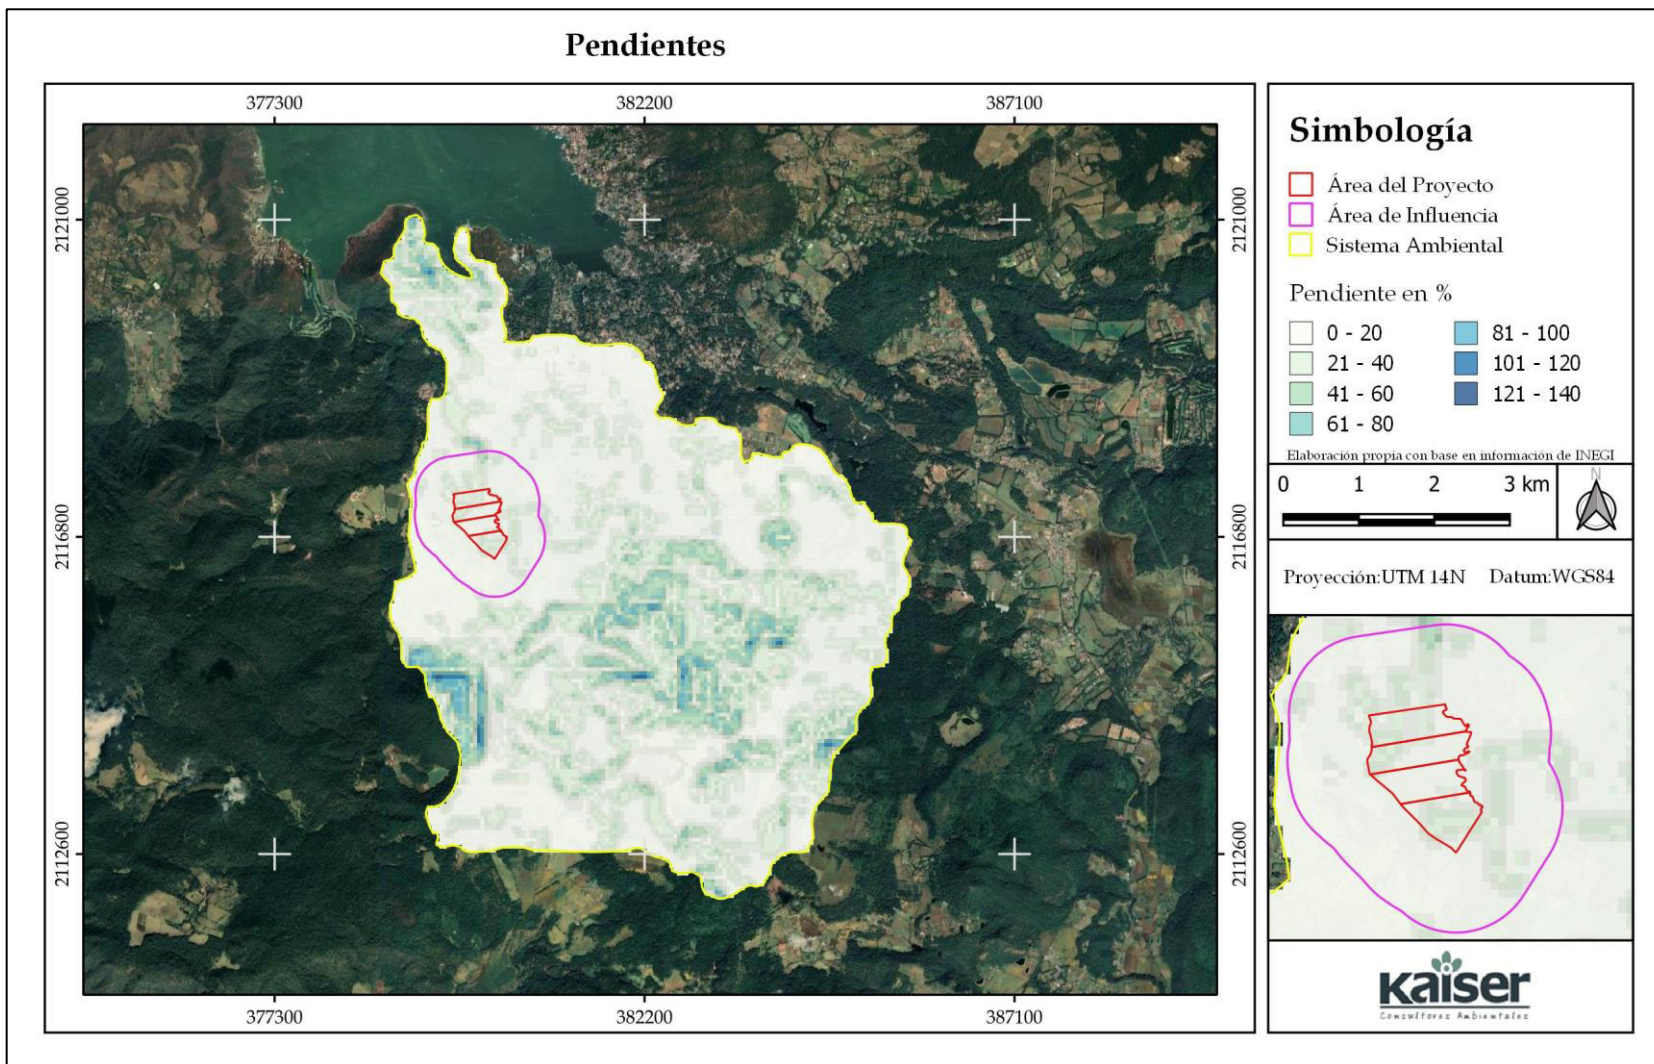 Pendientes
377300
382200
387100
2121000
2121000
2116800
2116800
2112600
2112600
377300
382200
387100
Simbología
Área del Proyecto
Área de Influencia
Sistema Ambiental
Pendiente en %
0 - 20
21 - 40
41 - 60
61 - 80
81 - 100
101 - 120
121 - 140
Elaboración propia con base en información de INEGI
0 1 2 3 km
N
Proyección:UTM 14N Datum:WGS84
Kaiser
Consultores Ambientales